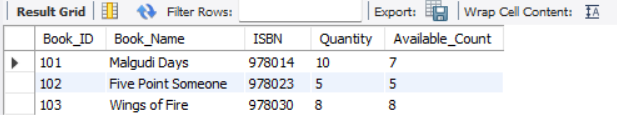 Result Grid Filter Rows: Export: Wrap Cell Content: IA
Book_ID Book_Name ISBN Quantity Available_Count
101 Malgudi Days 978014 10 7
102 Five Point Someone 978023 5 5
103 Wings of Fire 978030 8 8